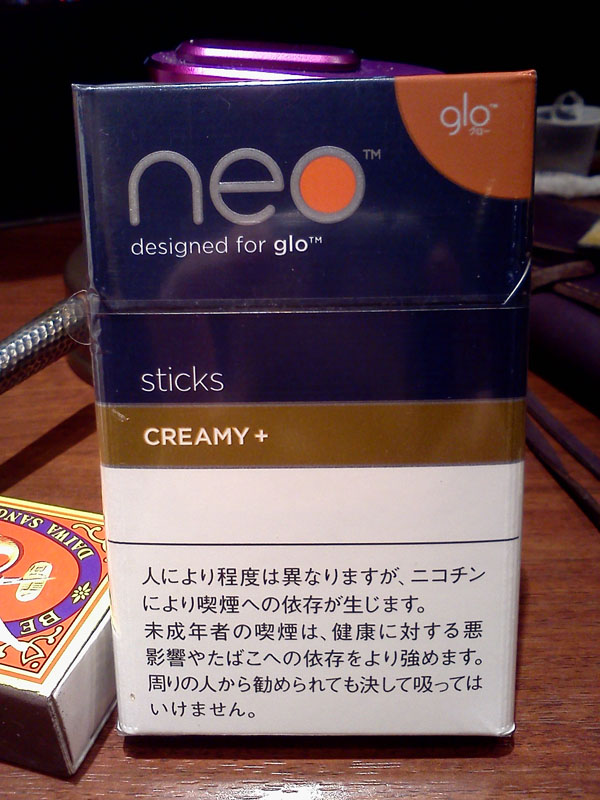 glo™
グロー
neo™
designed for glo™
sticks
CREAMY +
人により程度は異なりますが、ニコチン
により喫煙への依存が生じます。
未成年者の喫煙は、健康に対する悪
影響やたばこへの依存をより強めます。
周りの人から勧められても決して吸っては
いけません。
DAIWA SANG
BE